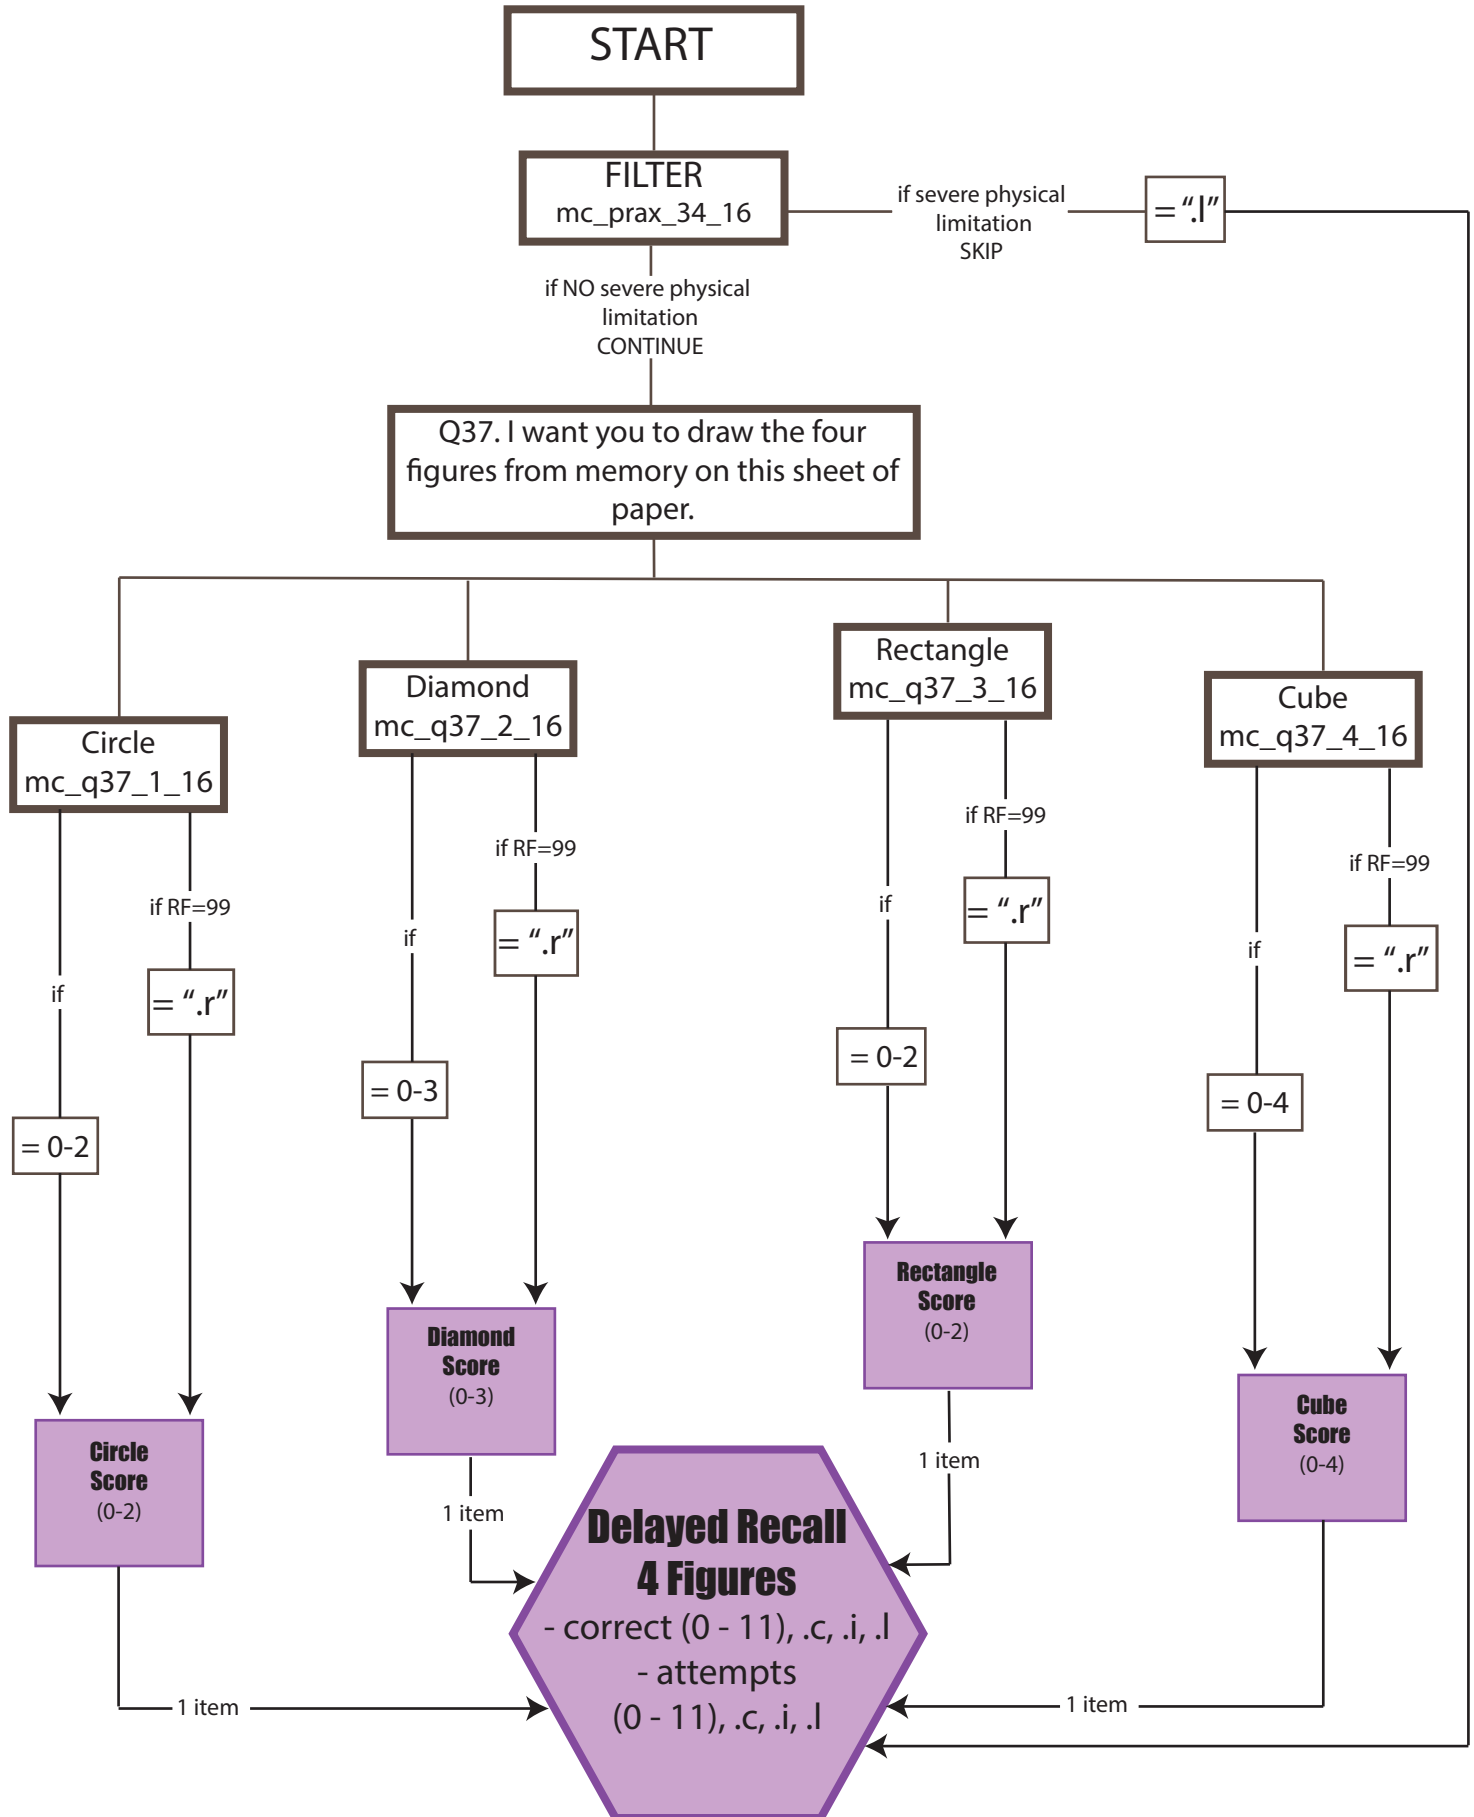 START
FILTER
mc_prax_34_16
if severe physical
limitation
SKIP
= “.l”
if NO severe physical
limitation
CONTINUE
Q37. I want you to draw the four
figures from memory on this sheet of
paper.
Circle
mc_q37_1_16
if
if RF=99
= “.r”
= 0-2
Circle
Score
(0-2)
1 item
Diamond
mc_q37_2_16
if
if RF=99
= “.r”
= 0-3
Diamond
Score
(0-3)
1 item
Rectangle
mc_q37_3_16
if
if RF=99
= “.r”
= 0-2
Rectangle
Score
(0-2)
1 item
Cube
mc_q37_4_16
if
if RF=99
= “.r”
= 0-4
Cube
Score
(0-4)
1 item
Delayed Recall
4 Figures
- correct (0 - 11), .c, .i, .l
- attempts
(0 - 11), .c, .i, .l